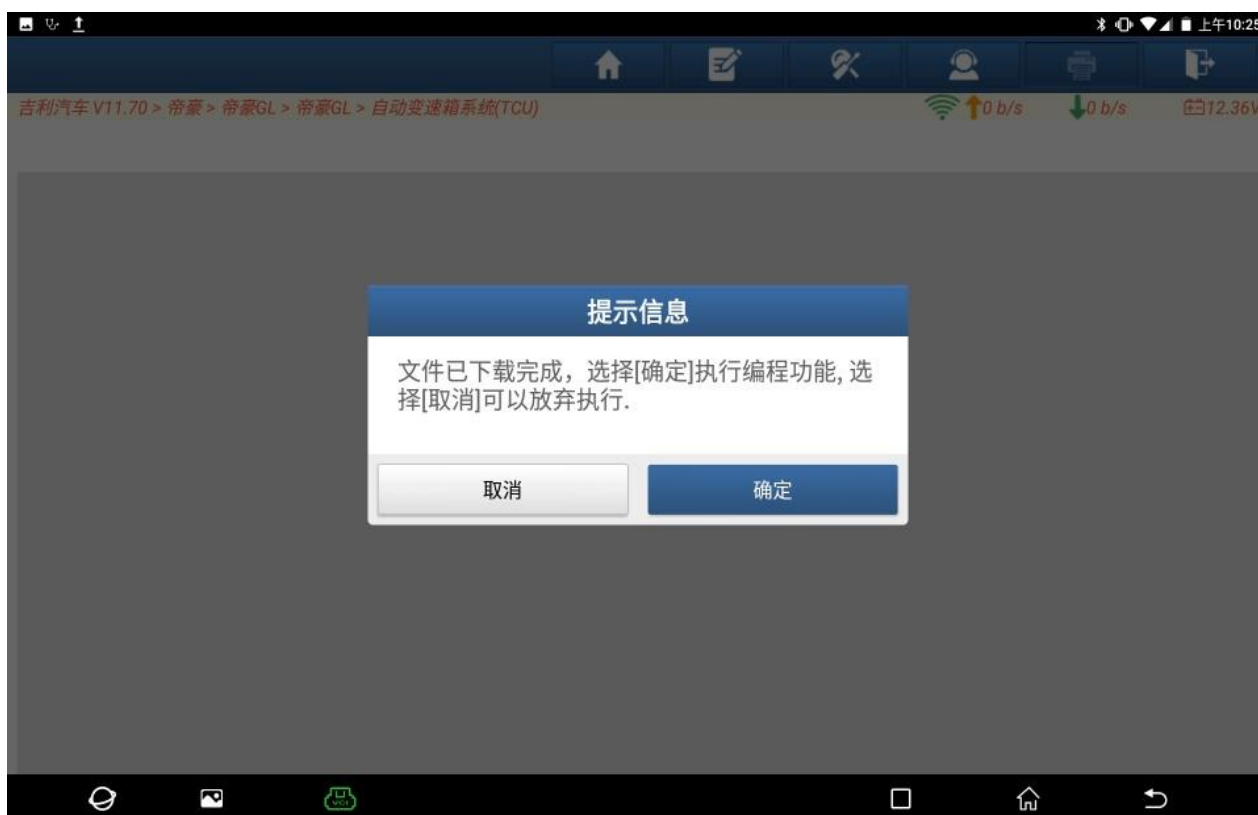 上午10:25
吉利汽车 V11.70 > 帝豪 > 帝豪GL > 帝豪GL > 自动变速箱系统(TCU)
0 b/s
0 b/s
12.36V
提示信息
文件已下载完成，选择[确定]执行编程功能, 选
择[取消]可以放弃执行.
取消
确定
VCI